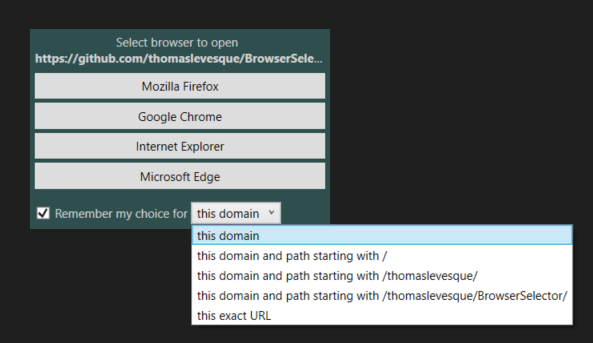 Select browser to open
https://github.com/thomaslevesque/BrowserSele...
Mozilla Firefox
Google Chrome
Internet Explorer
Microsoft Edge
Remember my choice for this domain
this domain
this domain and path starting with /
this domain and path starting with /thomaslevesque/
this domain and path starting with /thomaslevesque/BrowserSelector/
this exact URL